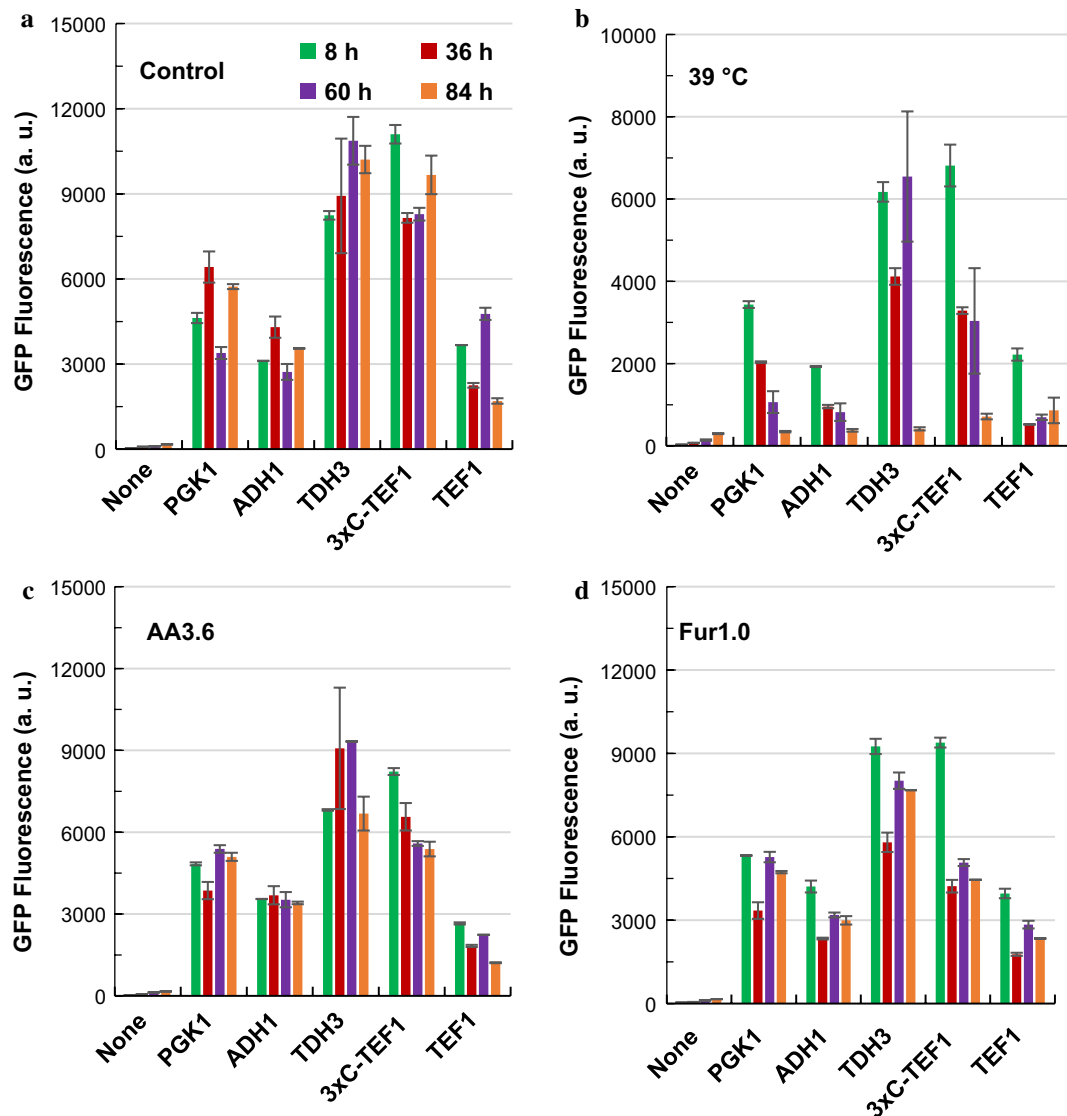 a
15000
12000
9000
6000
3000
0
GFP Fluorescence (a. u.)
Control
8 h
36 h
60 h
84 h
None
PGK1
ADH1
TDH3
3xC-TEF1
TEF1
b
10000
8000
6000
4000
2000
0
GFP Fluorescence (a. u.)
39 °C
None
PGK1
ADH1
TDH3
3xC-TEF1
TEF1
c
15000
12000
9000
6000
3000
0
GFP Fluorescence (a. u.)
AA3.6
None
PGK1
ADH1
TDH3
3xC-TEF1
TEF1
d
15000
12000
9000
6000
3000
0
GFP Fluorescence (a. u.)
Fur1.0
None
PGK1
ADH1
TDH3
3xC-TEF1
TEF1